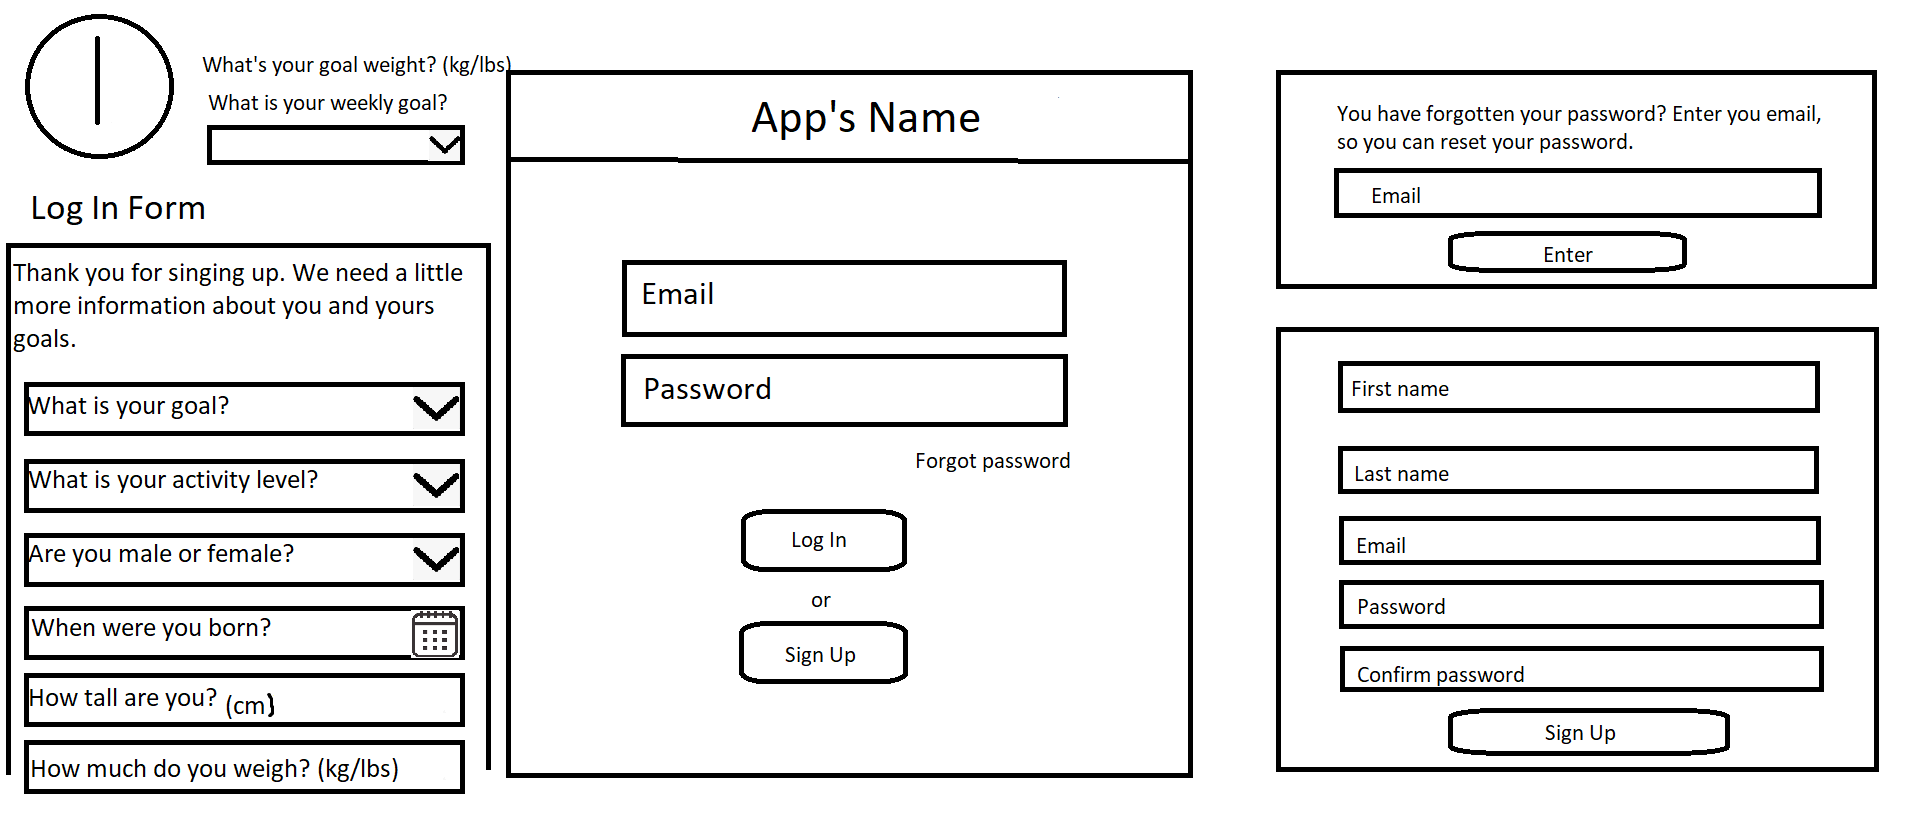 What's your goal weight? (kg/lbs)
What is your weekly goal?
Log In Form
Thank you for singing up. We need a little
more information about you and yours
goals.
What is your goal?
What is your activity level?
Are you male or female?
When were you born?
How tall are you? (cm)
How much do you weigh? (kg/lbs)
App's Name
Email
Password
Forgot password
Log In
or
Sign Up
You have forgotten your password? Enter you email,
so you can reset your password.
Email
Enter
First name
Last name
Email
Password
Confirm password
Sign Up